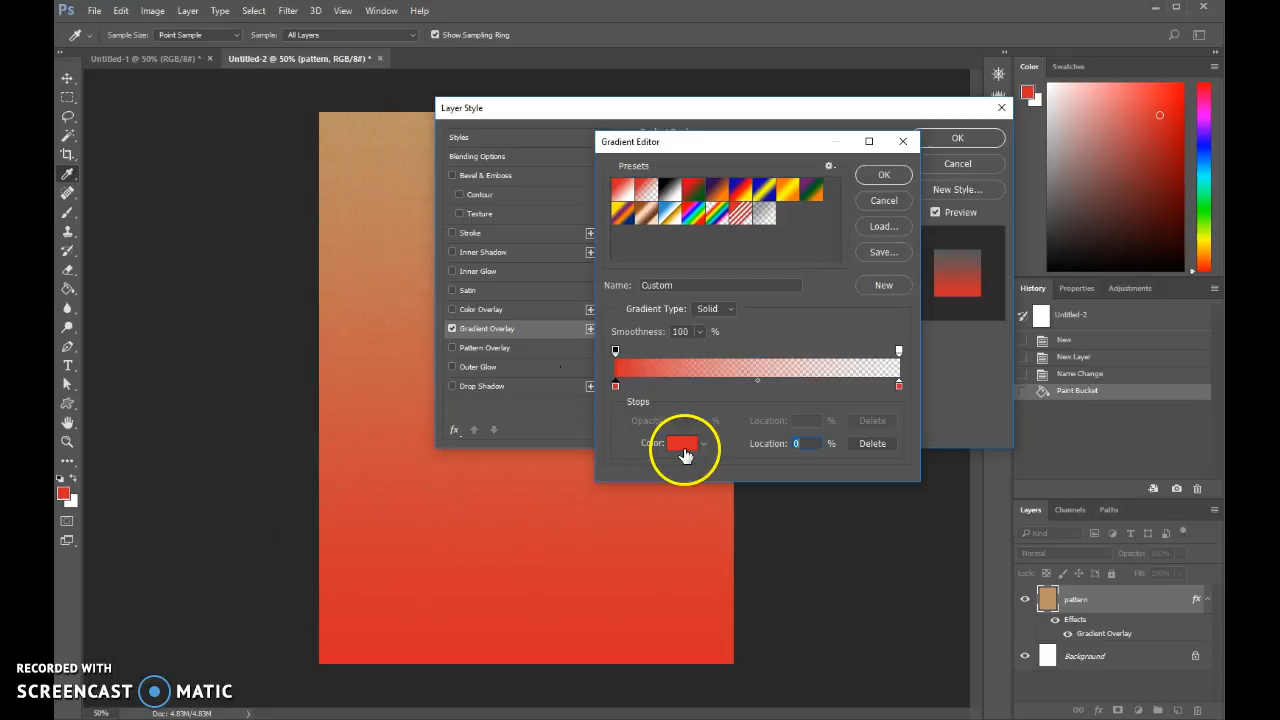 Ps File Edit Image Layer Type Select Filter 3D View Window Help
Sample Size: Point Sample Sample: All Layers Show Sampling Ring
Untitled-1 @ 50% (RGB/8#) * × Untitled-2 @ 50% (pattern, RGB/8#) * ×
Layer Style
Styles
Blending Options
Bevel & Emboss
Contour
Texture
Stroke
Inner Shadow
Inner Glow
Satin
Color Overlay
Gradient Overlay
Pattern Overlay
Outer Glow
Drop Shadow
fx
OK
Cancel
New Style...
Preview
Gradient Editor
Presets
OK
Cancel
Load...
Save...
Name: Custom New
Gradient Type: Solid
Smoothness: 100 %
Stops
Opacity: % Location: % Delete
Color: Location: 0 % Delete
Color Swatches
History Properties Adjustments
Untitled-2
New
New Layer
Name Change
Paint Bucket
Layers Channels Paths
Kind
Normal Opacity: 100%
Lock: Fill: 100%
pattern fx
Effects
Gradient Overlay
Background
fx
RECORDED WITH
SCREENCAST MATIC
50% Doc: 4.83M/4.83M